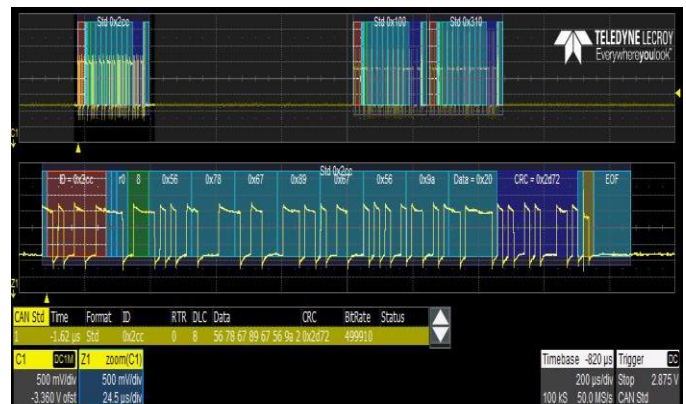 Std 0x2cc
Std 0x100
Std 0x310
TELEDYNE LECROY
Everywhereyoulook
C1
Std 0x2cc
ID = 0x2cc
r0
8
0x56
0x78
0x67
0x89
0x67
0x56
0x9a
Data = 0x20
CRC = 0x2d72
EOF
Z1
CAN Std Time Format ID RTR DLC Data CRC BitRate Status
1 -1.62 µs Std 0x2cc 0 8 56 78 67 89 67 56 9a 2 0x2d72 499910
C1 DC1M
500 mV/div
-3.360 V ofst
Z1 zoom(C1)
500 mV/div
24.5 µs/div
Timebase -820 µs
200 µs/div
100 kS 50.0 MS/s
Trigger DC
Stop 2.875 V
CAN Std